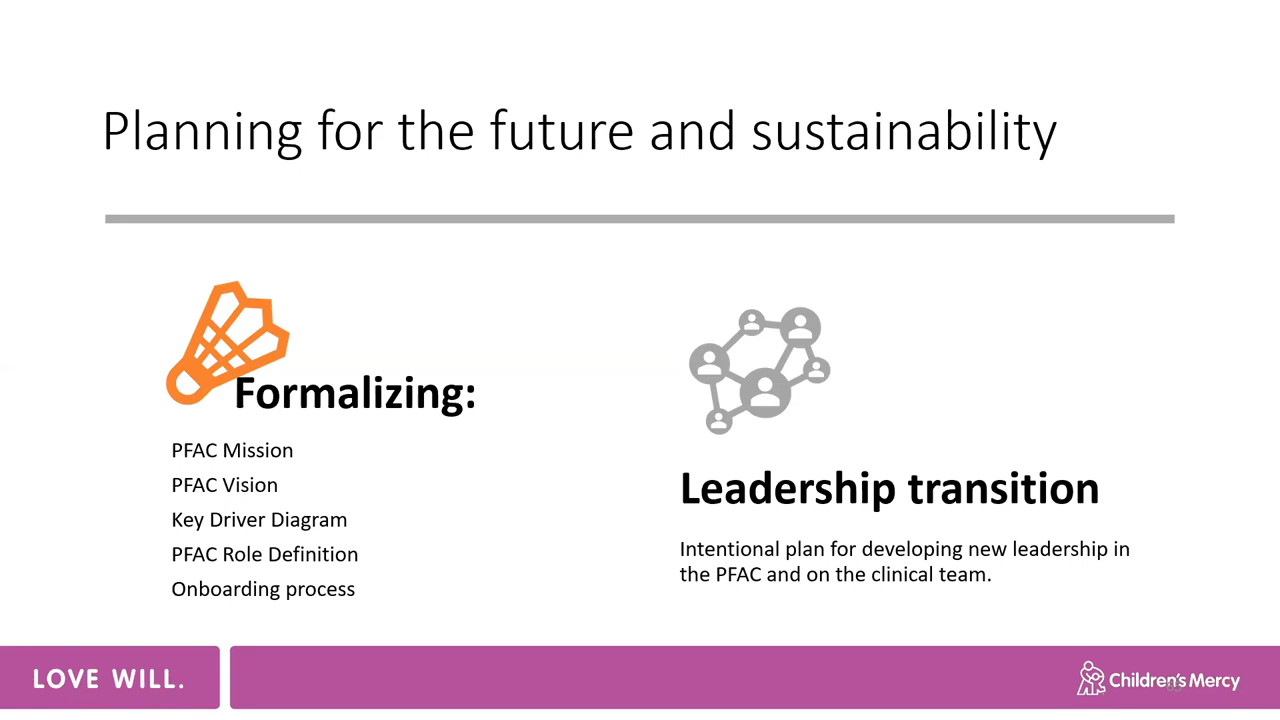 Planning for the future and sustainability
Formalizing:
PFAC Mission
PFAC Vision
Key Driver Diagram
PFAC Role Definition
Onboarding process
Leadership transition
Intentional plan for developing new leadership in
the PFAC and on the clinical team.
LOVE WILL.
Children's Mercy